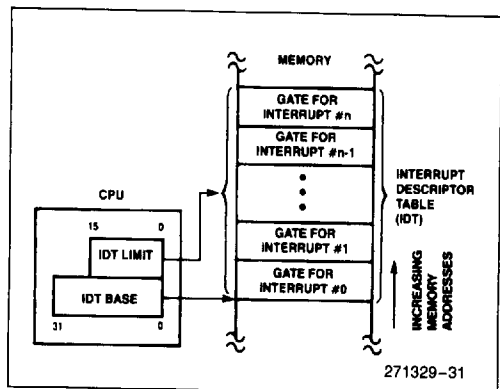 MEMORY
GATE FOR
INTERRUPT #n
GATE FOR
INTERRUPT #n-1
GATE FOR
INTERRUPT #1
GATE FOR
INTERRUPT #0
INTERRUPT
DESCRIPTOR
TABLE
(IDT)
INCREASING
MEMORY
ADDRESSES
CPU
15 0
IDT LIMIT
IDT BASE
31 0
271329-31